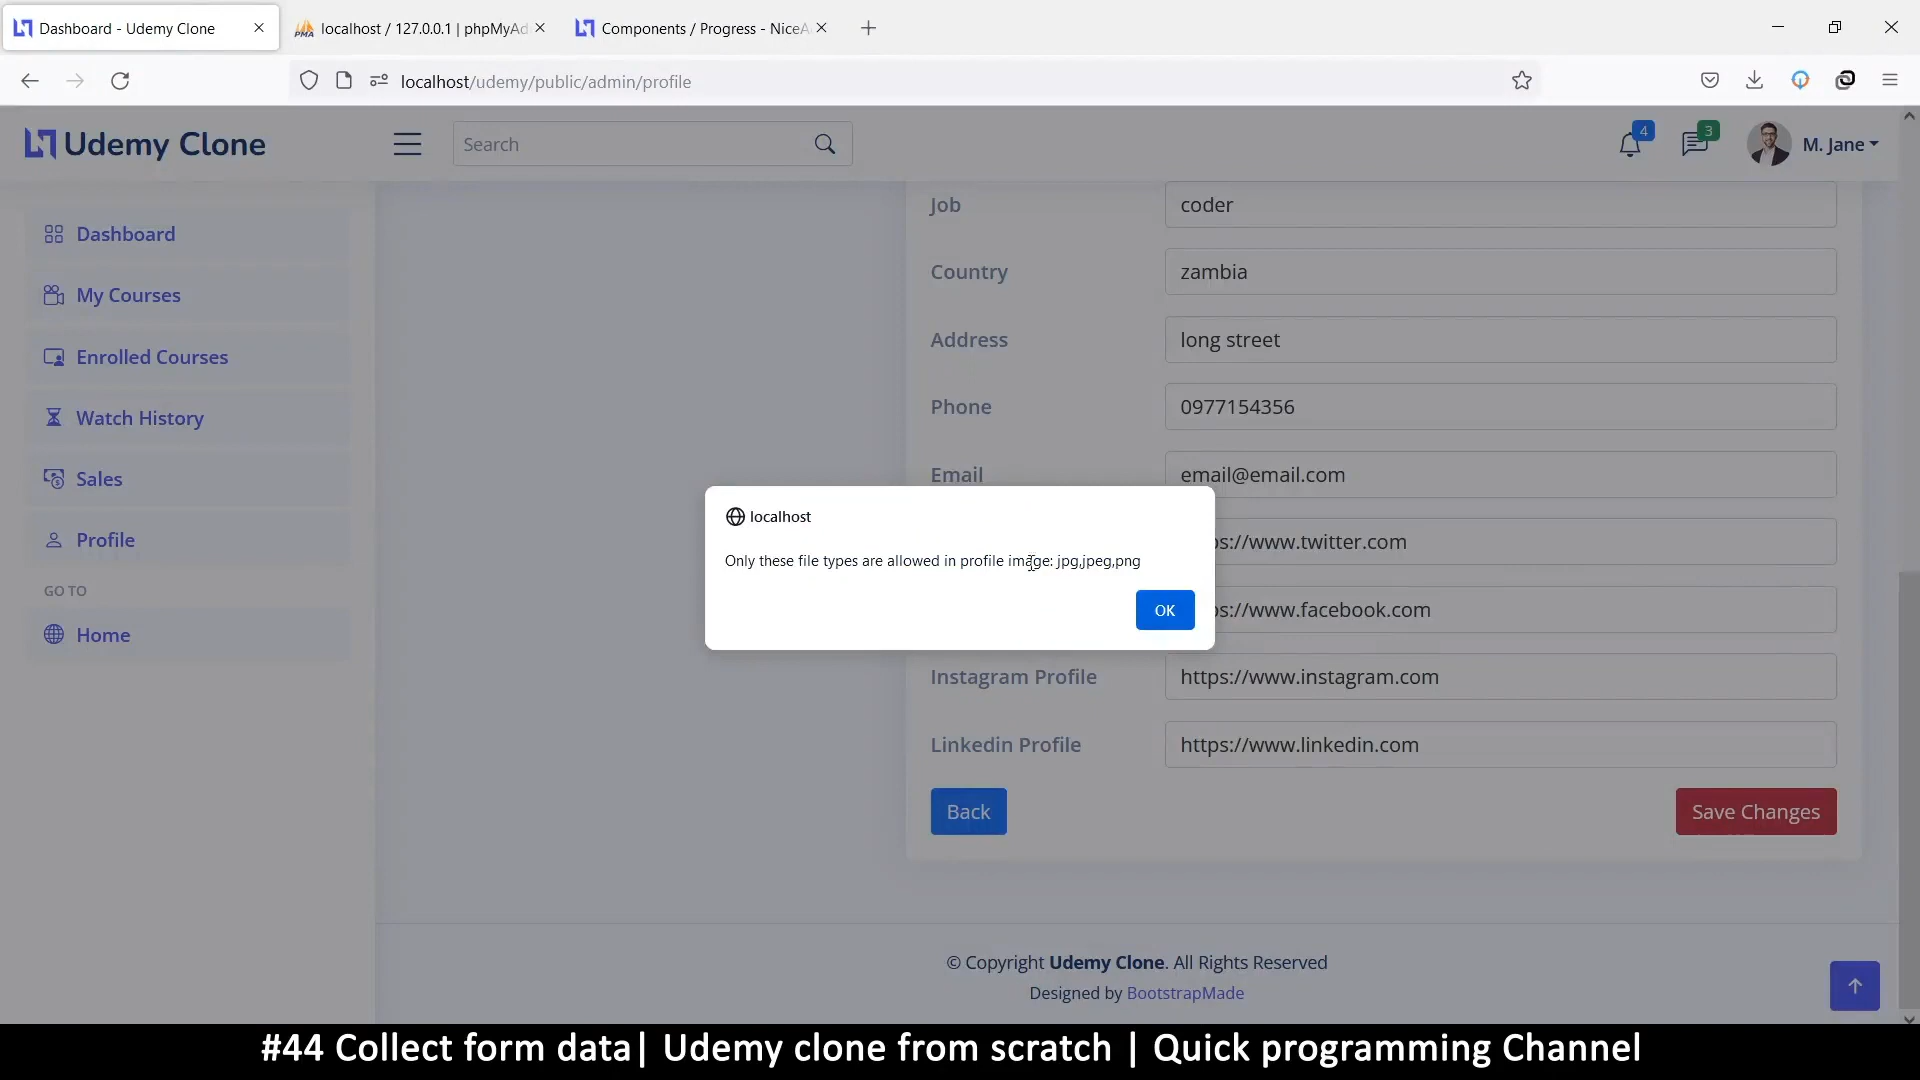 Dashboard - Udemy Clone
localhost / 127.0.0.1 | phpMyAd
Components / Progress - NiceA
localhost/udemy/public/admin/profile
Udemy Clone
Search
4
3
M. Jane
Dashboard
My Courses
Enrolled Courses
Watch History
Sales
Profile
GO TO
Home
Job
coder
Country
zambia
Address
long street
Phone
0977154356
Email
email@email.com
ps://www.twitter.com
ps://www.facebook.com
Instagram Profile
https://www.instagram.com
Linkedin Profile
https://www.linkedin.com
Back
Save Changes
localhost
Only these file types are allowed in profile image: jpg,jpeg,png
OK
© Copyright Udemy Clone. All Rights Reserved
Designed by BootstrapMade
#44 Collect form data| Udemy clone from scratch | Quick programming Channel